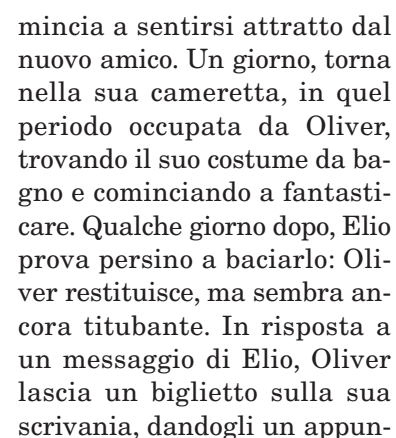 mincia a sentirsi attratto dal
nuovo amico. Un giorno, torna
nella sua cameretta, in quel
periodo occupata da Oliver,
trovando il suo costume da ba-
gno e cominciando a fantasti-
care. Qualche giorno dopo, Elio
prova persino a baciarlo: Oli-
ver restituisce, ma sembra an-
cora titubante. In risposta a
un messaggio di Elio, Oliver
lascia un biglietto sulla sua
scrivania, dandogli un appun-